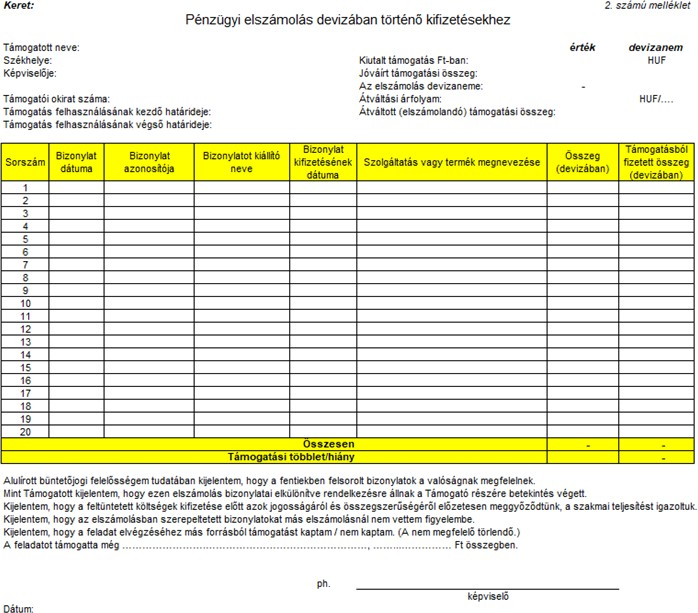 Keret: 2. számú melléklet
Pénzügyi elszámolás devizában történő kifizetésekhez
Támogatott neve: érték devizanem
Székhelye: Kiutalt támogatás Ft-ban: HUF
Képviselője: Jóváírt támogatási összeg:
Az elszámolás devizaneme: -
Támogatói okirat száma: Átváltási árfolyam: HUF/....
Támogatás felhasználásának kezdő határideje: Átváltott (elszámolandó) támogatási összeg:
Támogatás felhasználásának végső határideje:
Sorszám Bizonylat dátuma Bizonylat azonosítója Bizonylatot kiállító neve Bizonylat kifizetésének dátuma Szolgáltatás vagy termék megnevezése Összeg (devizában) Támogatásból fizetett összeg (devizában)
1
2
3
4
5
6
7
8
9
10
11
12
13
14
15
16
17
18
19
20
Összesen - -
Támogatási többlet/hiány -
Alulírott büntetőjogi felelősségem tudatában kijelentem, hogy a fentiekben felsorolt bizonylatok a valóságnak megfelelnek.
Mint Támogatott kijelentem, hogy ezen elszámolás bizonylatai elkülönítve rendelkezésre állnak a Támogató részére betekintés végett.
Kijelentem, hogy a feltüntetett költségek kifizetése előtt azok jogosságáról és összegszerűségéről előzetesen meggyőződtünk, a szakmai teljesítést igazoltuk.
Kijelentem, hogy az elszámolásban szerepeltetett bizonylatokat más elszámolásnál nem vettem figyelembe.
Kijelentem, hogy a feladat elvégzéséhez más forrásból támogatást kaptam / nem kaptam. (A nem megfelelő törlendő.)
A feladatot támogatta még ……………………………………………, ……...……… Ft összegben.
ph.
képviselő
Dátum: